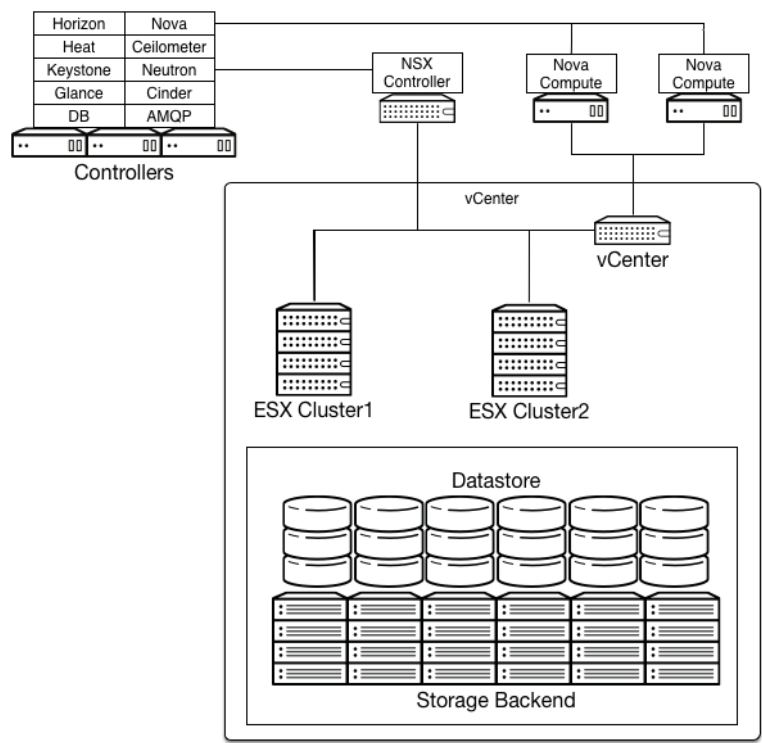 Horizon Nova
Heat Ceilometer
Keystone Neutron
Glance Cinder
DB AMQP
Controllers
NSX
Controller
Nova
Compute
Nova
Compute
vCenter
vCenter
ESX Cluster1
ESX Cluster2
Datastore
Storage Backend